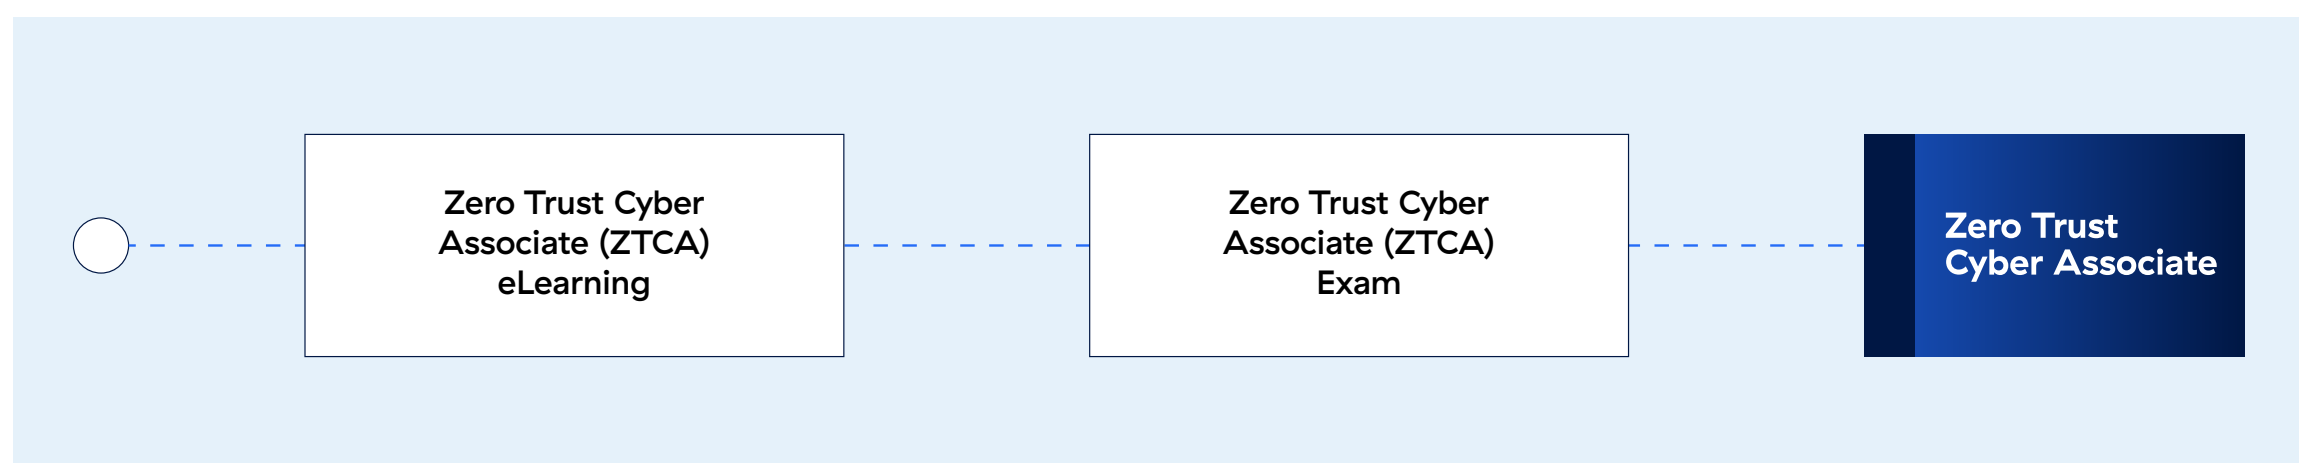 Zero Trust Cyber
Associate (ZTCA)
eLearning
Zero Trust Cyber
Associate (ZTCA)
Exam
Zero Trust
Cyber Associate